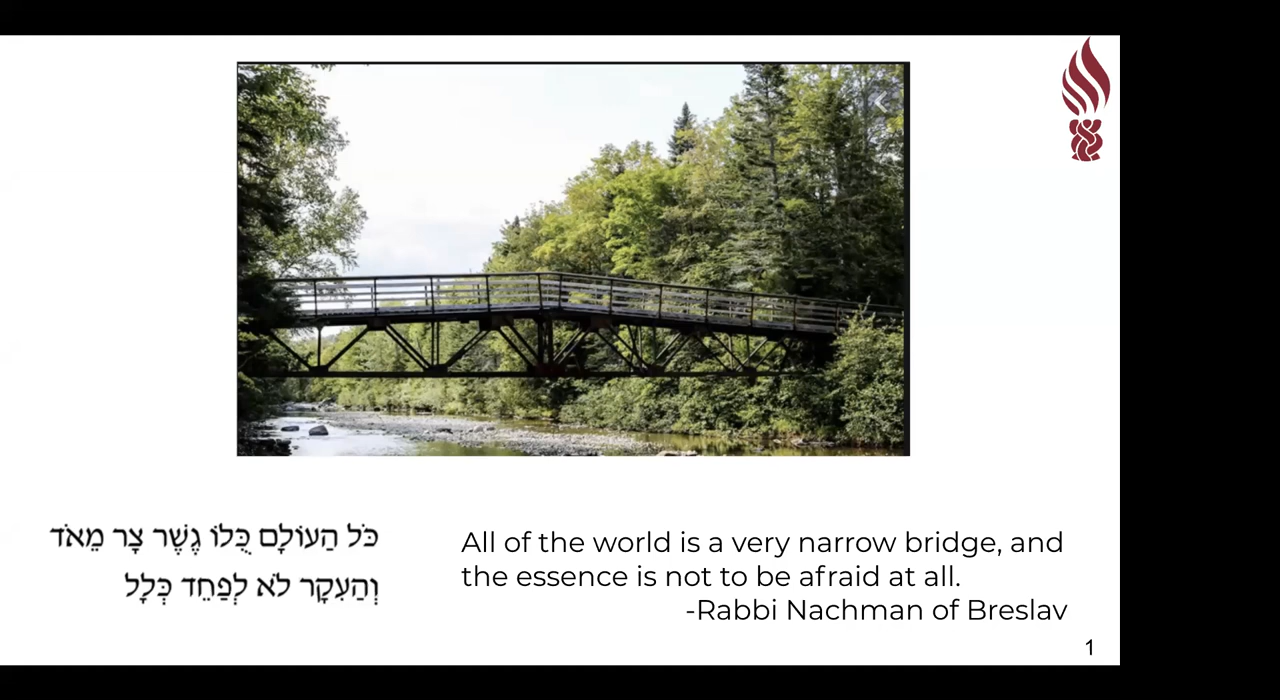 כֹּל הַעוֹלָם כֻּלוֹ גֶשֶׁר צָר מֵאֹד
וְהַעִקָר לֹא לְפַחֵד כְּלָל
All of the world is a very narrow bridge, and
the essence is not to be afraid at all.
-Rabbi Nachman of Breslav
1